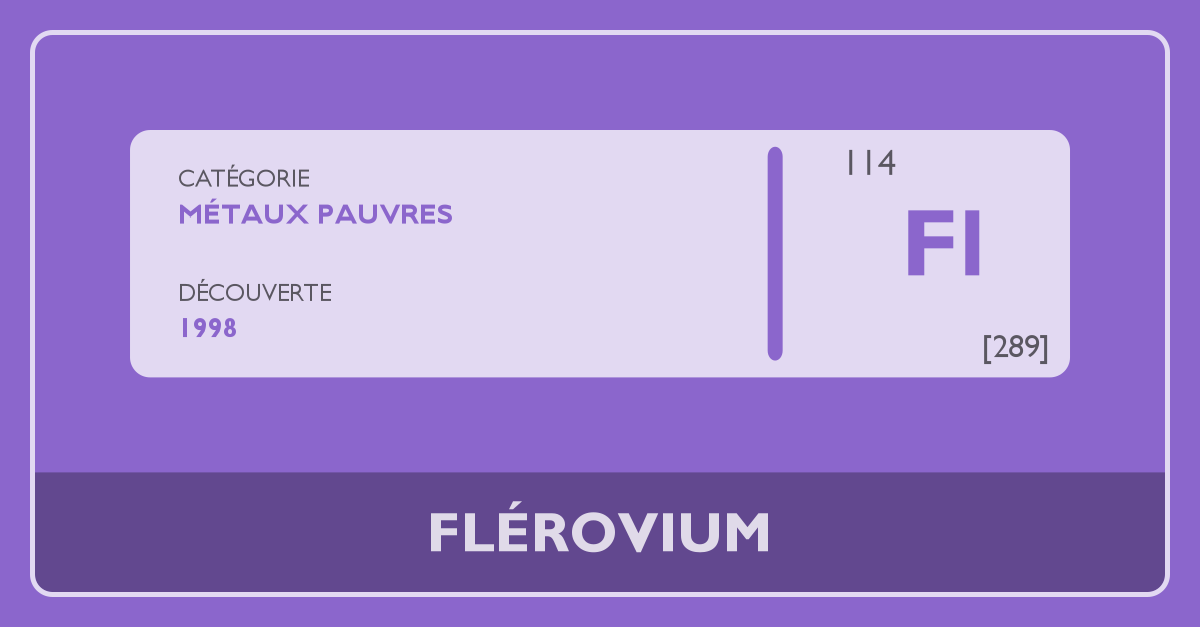 CATÉGORIE
MÉTAUX PAUVRES
DÉCOUVERTE
1998
114
Fl
[289]
FLÉROVIUM